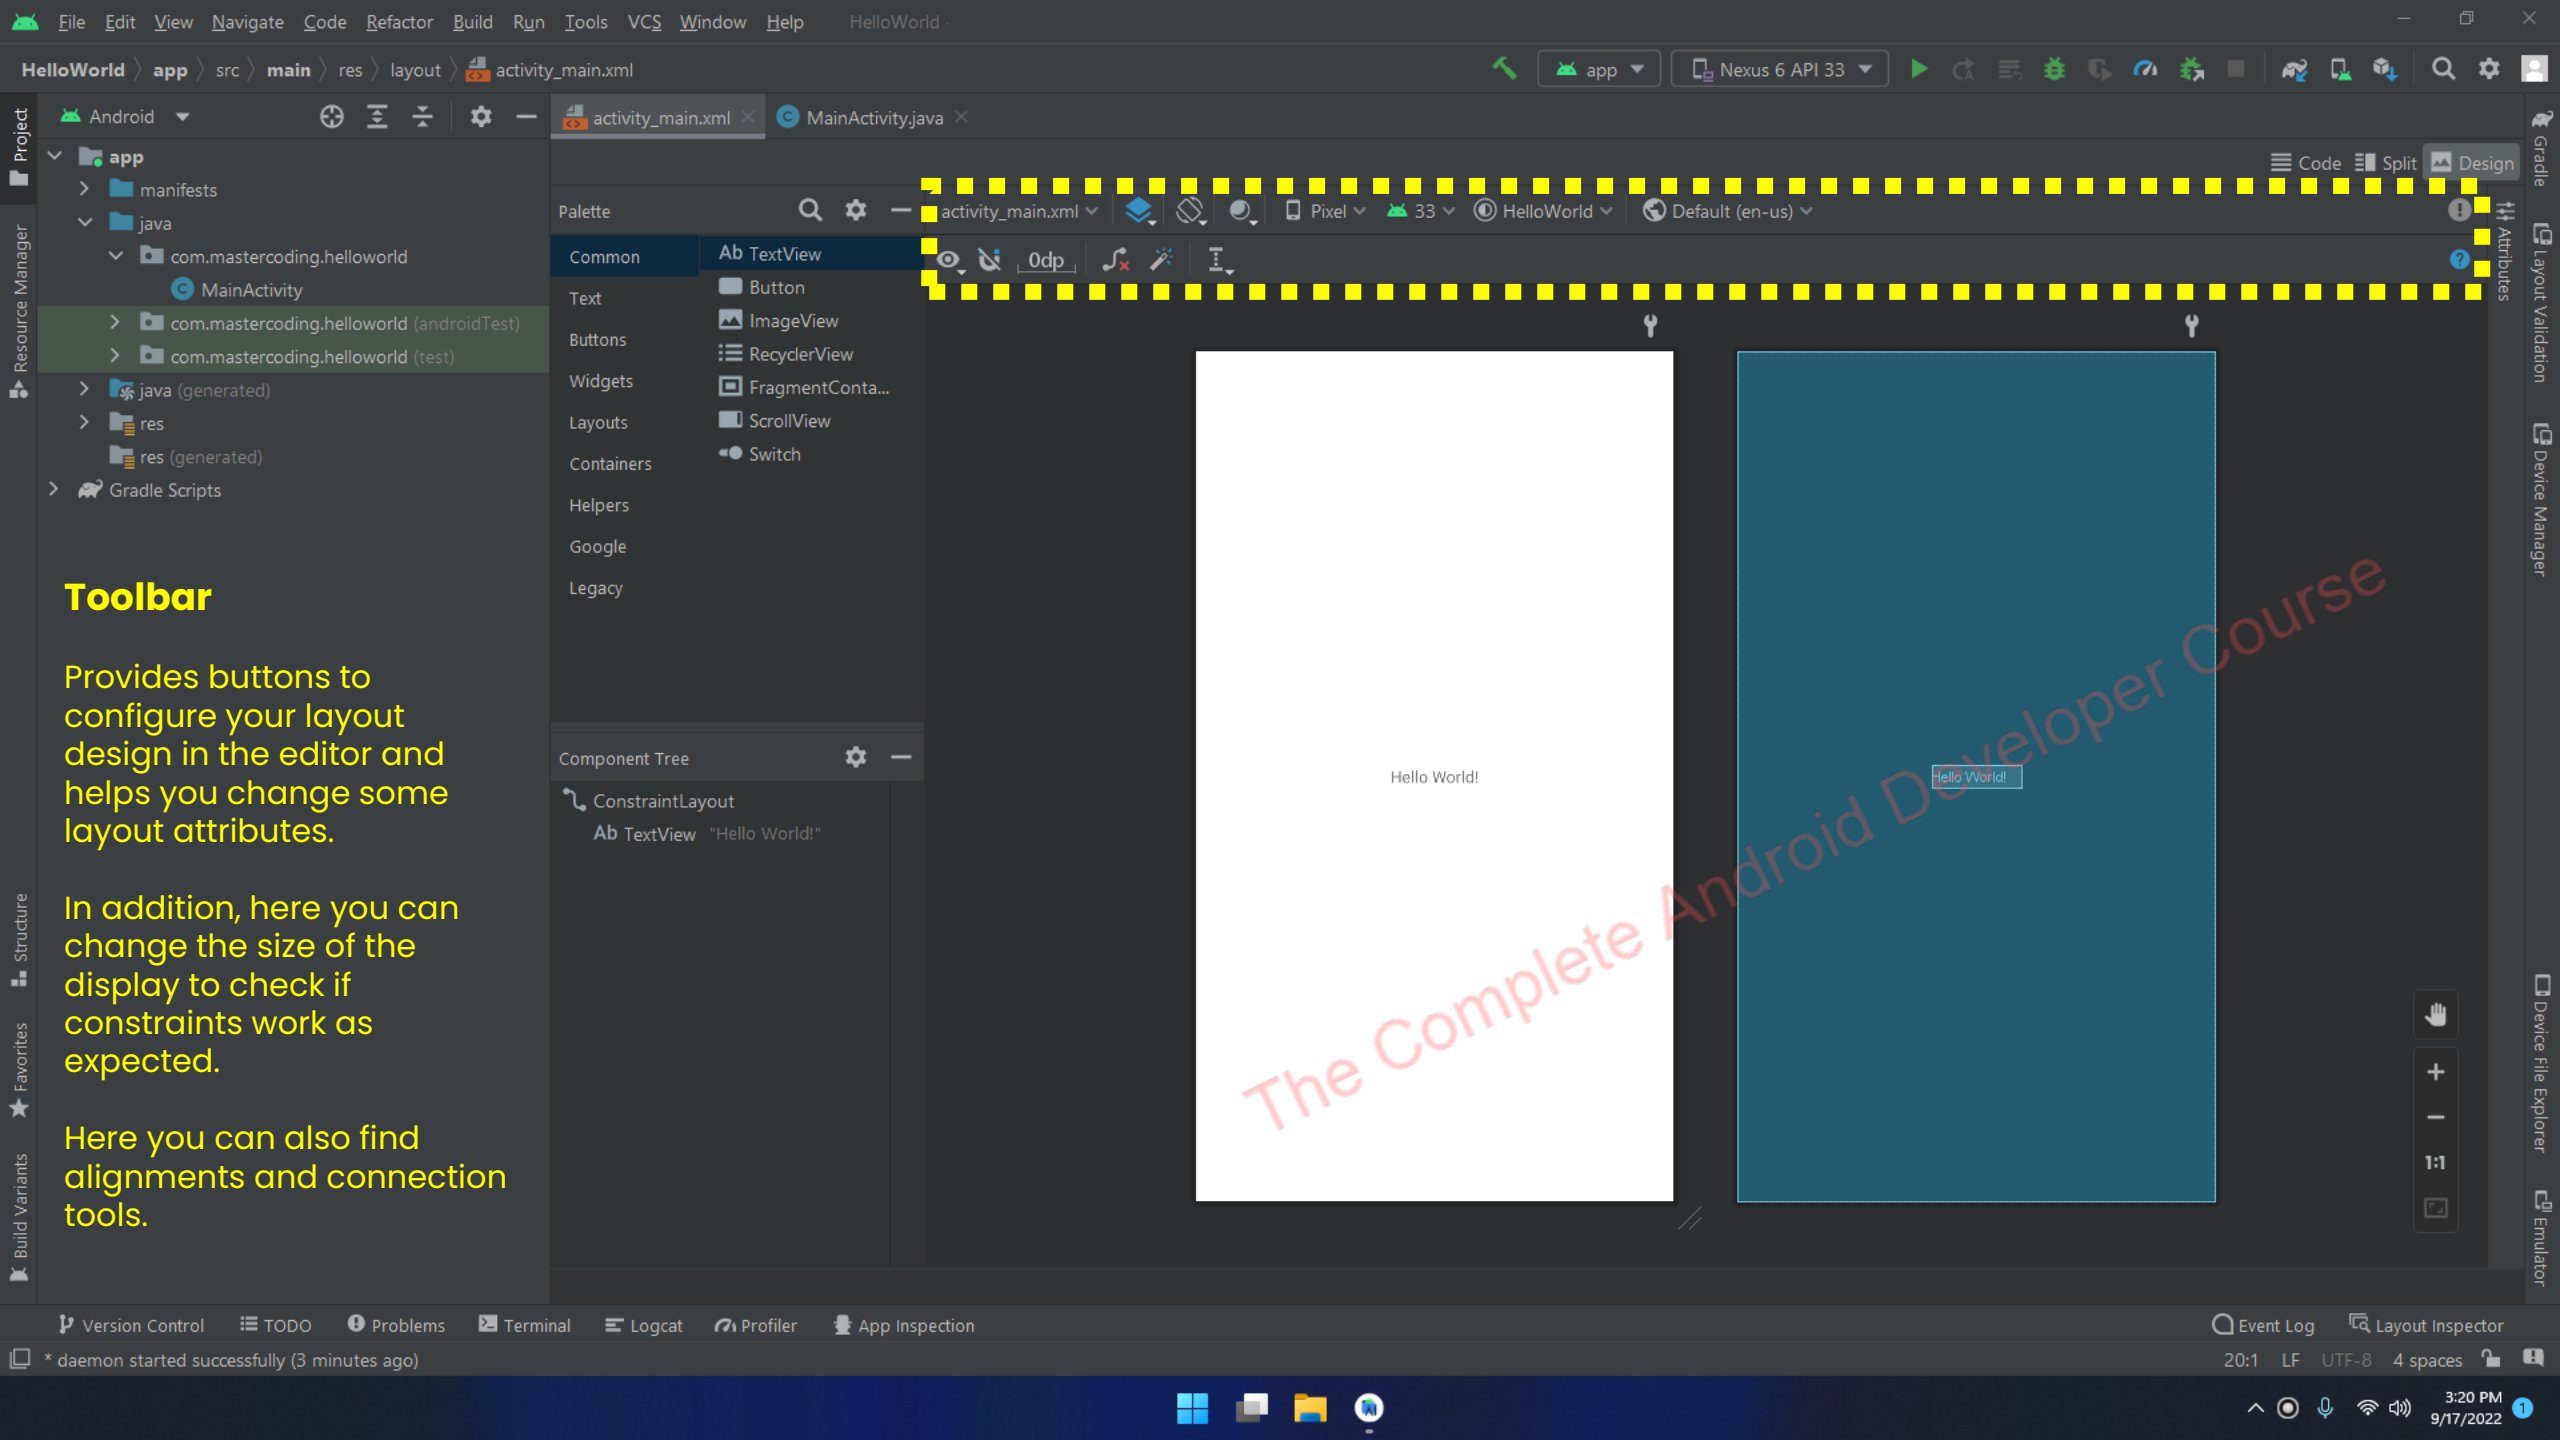 File Edit View Navigate Code Refactor Build Run Tools VCS Window Help HelloWorld -
HelloWorld app src main res layout activity_main.xml
app Nexus 6 API 33
Project
Android
activity_main.xml MainActivity.java
Gradle
app
manifests
java
com.mastercoding.helloworld
MainActivity
com.mastercoding.helloworld (androidTest)
com.mastercoding.helloworld (test)
java (generated)
res
res (generated)
Gradle Scripts
Resource Manager
Code Split Design
Palette
activity_main.xml Pixel 33 HelloWorld Default (en-us)
0dp
Attributes
Layout Validation
Device Manager
Common
Text
Buttons
Widgets
Layouts
Containers
Helpers
Google
Legacy
Ab TextView
Button
ImageView
RecyclerView
FragmentConta...
ScrollView
Switch
Toolbar
Provides buttons to
configure your layout
design in the editor and
helps you change some
layout attributes.
In addition, here you can
change the size of the
display to check if
constraints work as
expected.
Here you can also find
alignments and connection
tools.
Component Tree
ConstraintLayout
Ab TextView "Hello World!"
Hello World!
Hello World!
The Complete Android Developer Course
Structure
Favorites
Build Variants
1:1
Device File Explorer
Emulator
Version Control TODO Problems Terminal Logcat Profiler App Inspection
Event Log Layout Inspector
* daemon started successfully (3 minutes ago)
20:1 LF UTF-8 4 spaces
3:20 PM
9/17/2022
1